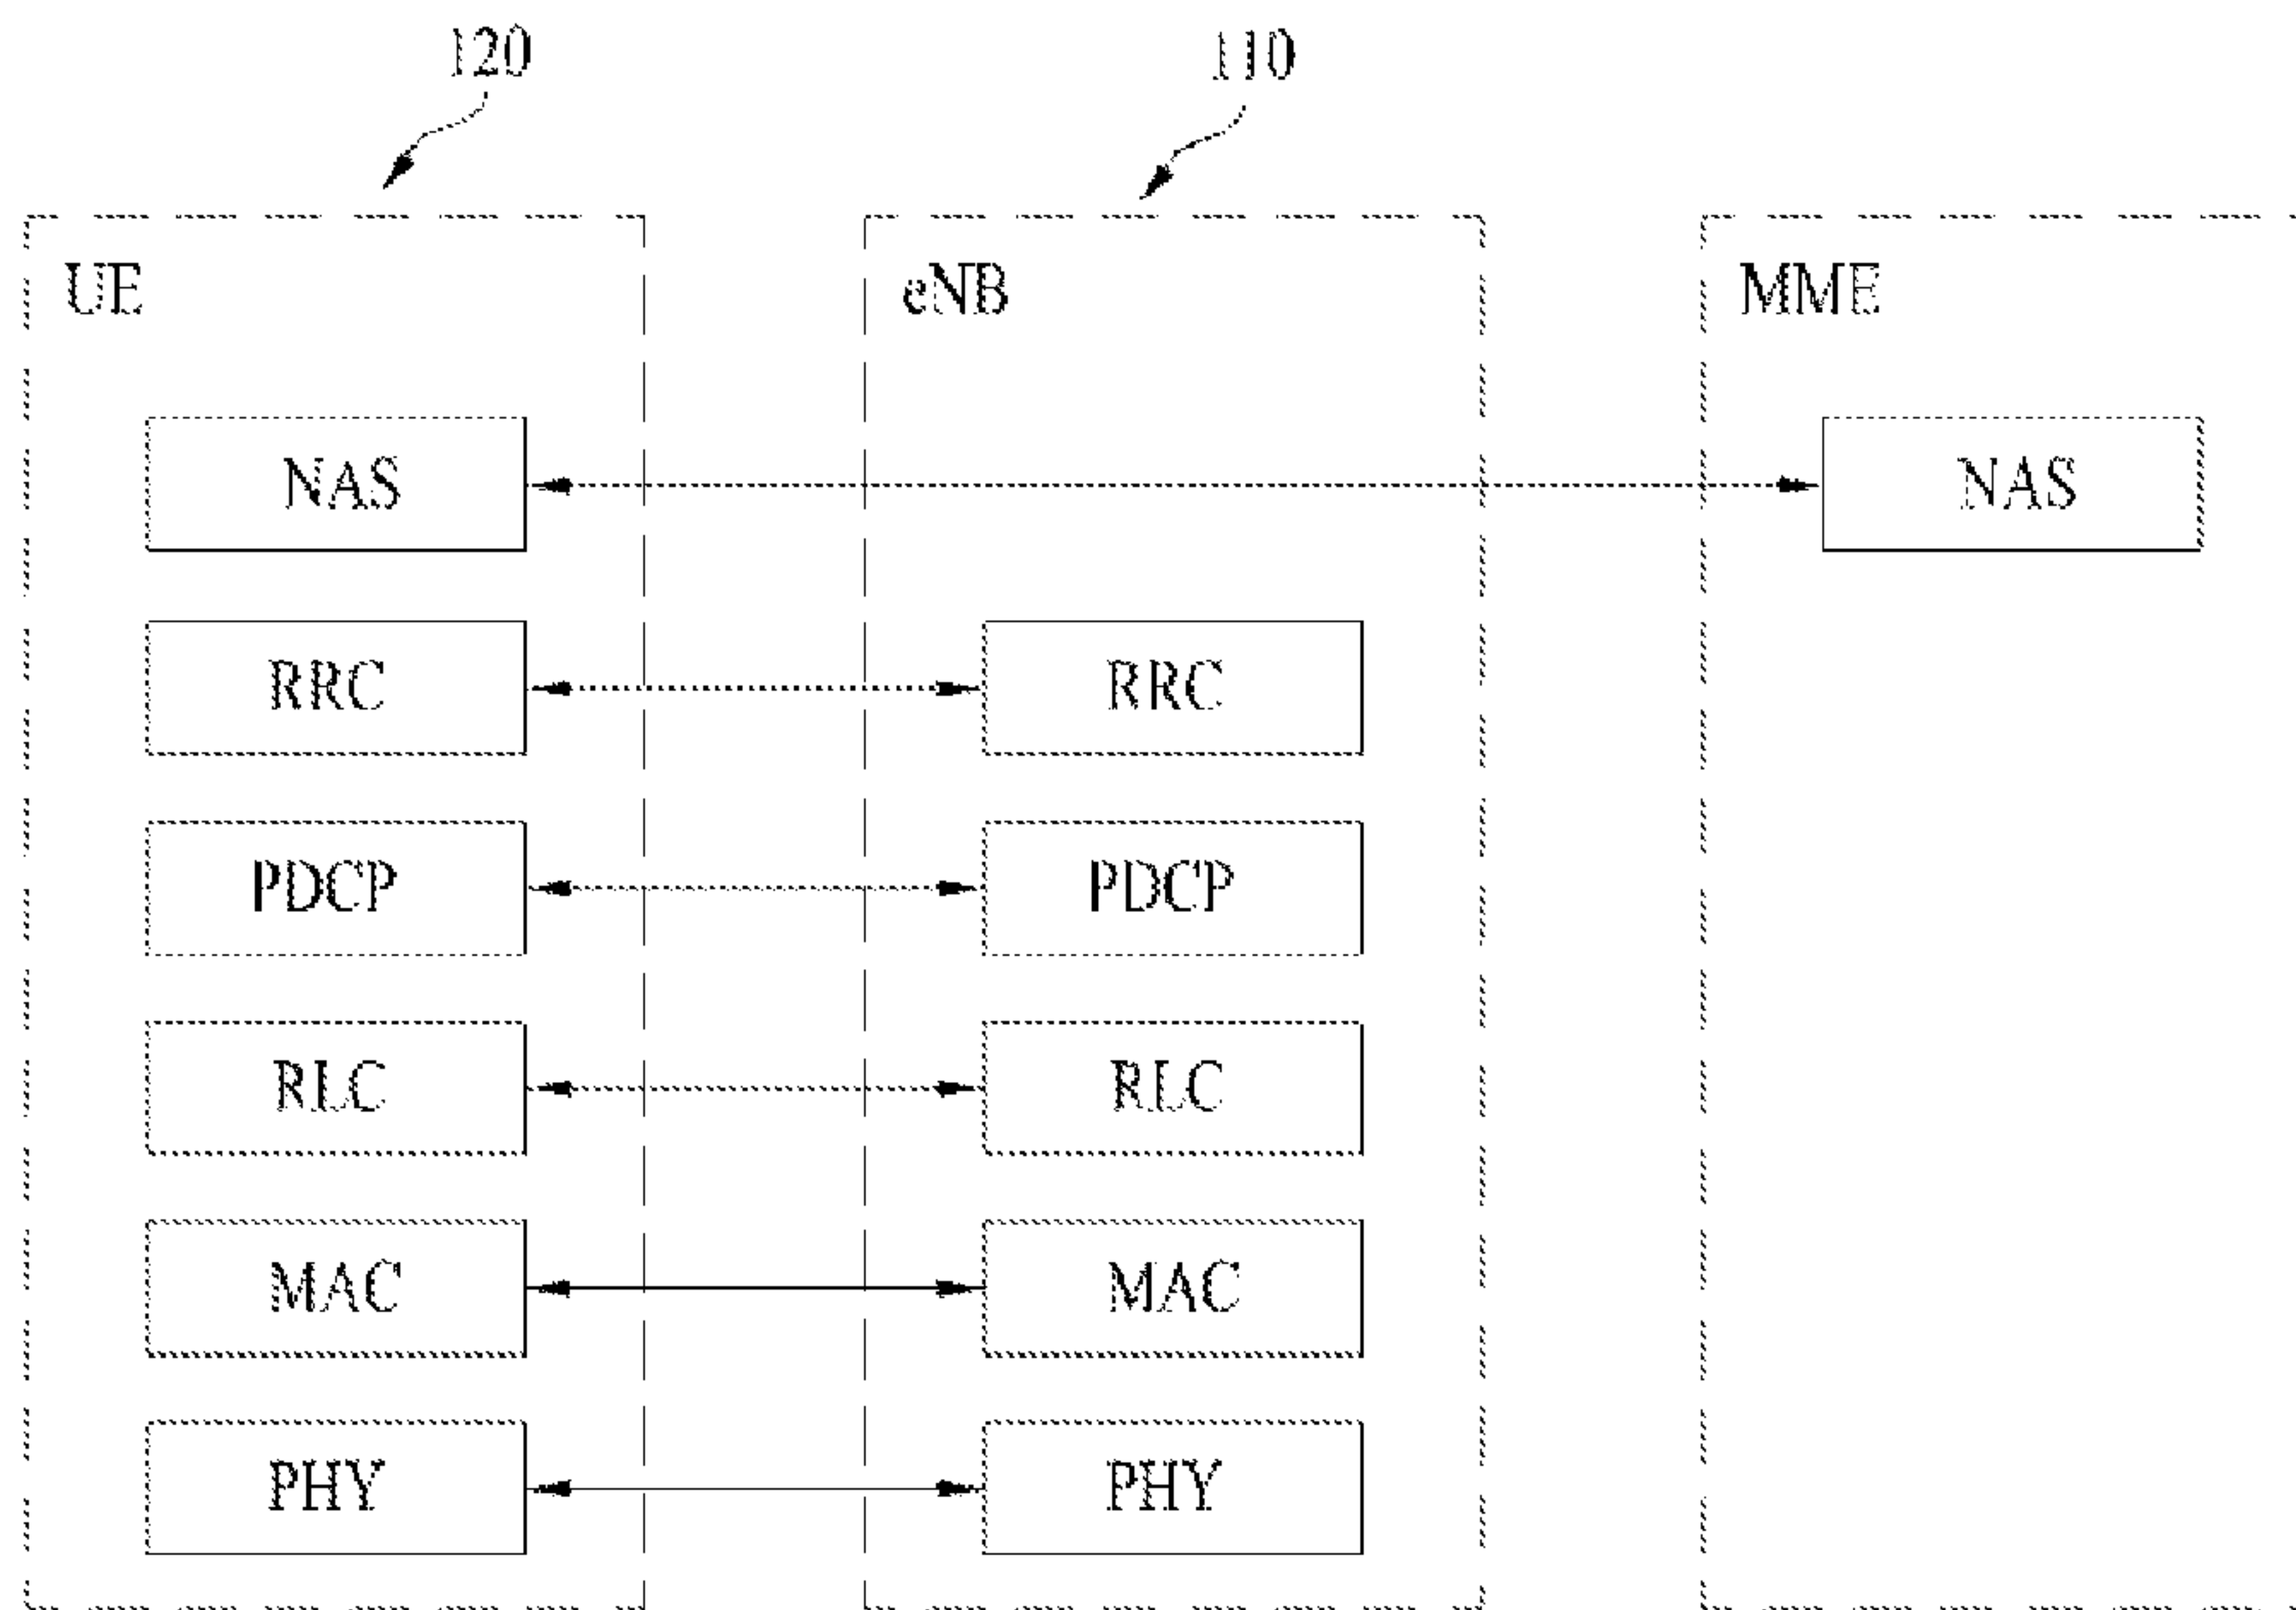 120 110
UE eNB MME
NAS NAS
RRC RRC
PDCP PDCP
RLC RLC
MAC MAC
PHY PHY